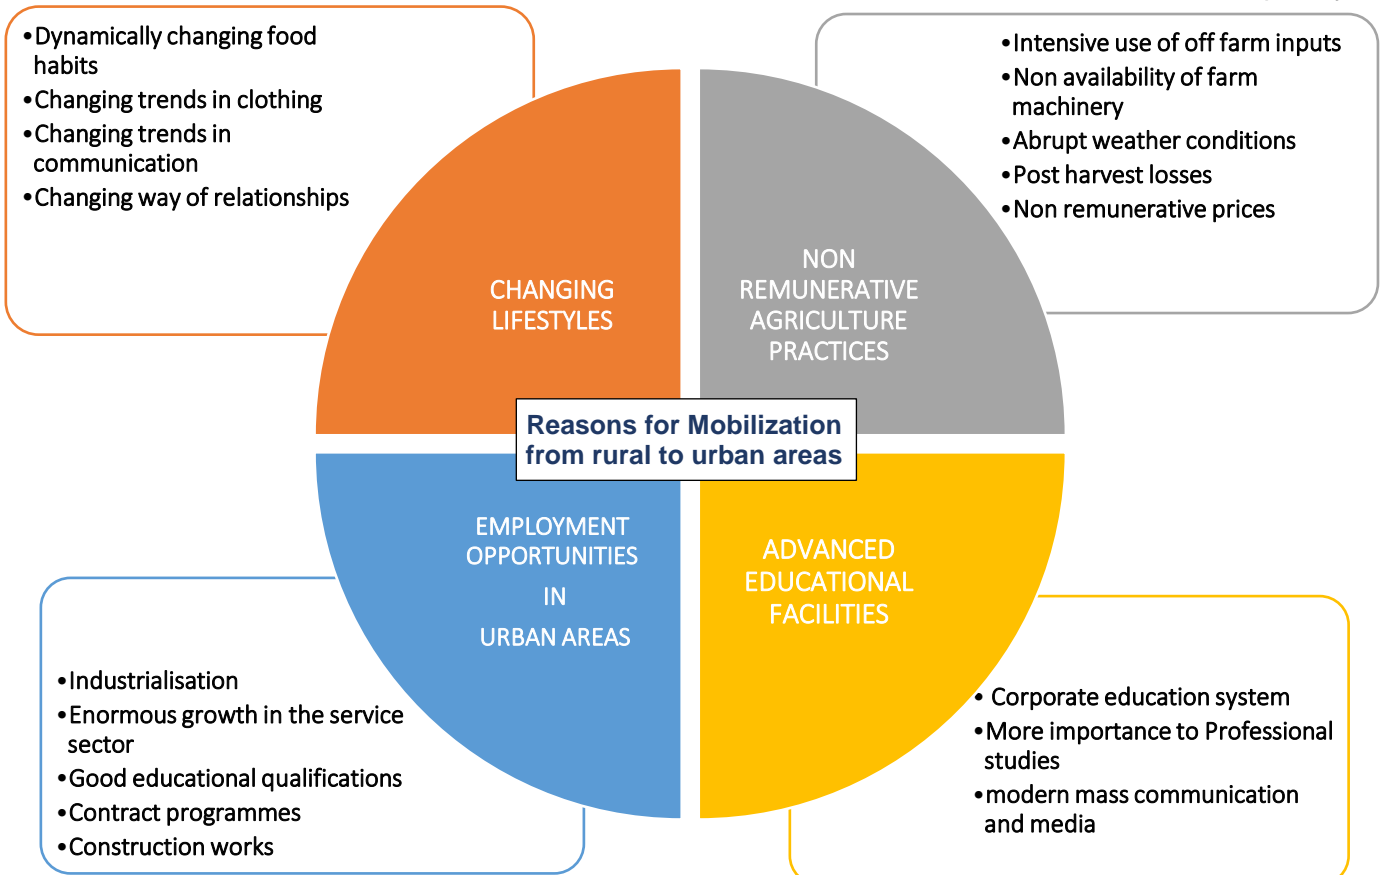 •Dynamically changing food
habits
•Changing trends in clothing
•Changing trends in
communication
•Changing way of relationships
•Intensive use of off farm inputs
•Non availability of farm
machinery
•Abrupt weather conditions
•Post harvest losses
•Non remunerative prices
CHANGING
LIFESTYLES
NON
REMUNERATIVE
AGRICULTURE
PRACTICES
Reasons for Mobilization
from rural to urban areas
EMPLOYMENT
OPPORTUNITIES
IN
URBAN AREAS
ADVANCED
EDUCATIONAL
FACILITIES
•Industrialisation
•Enormous growth in the service
sector
•Good educational qualifications
•Contract programmes
•Construction works
• Corporate education system
•More importance to Professional
studies
•modern mass communication
and media